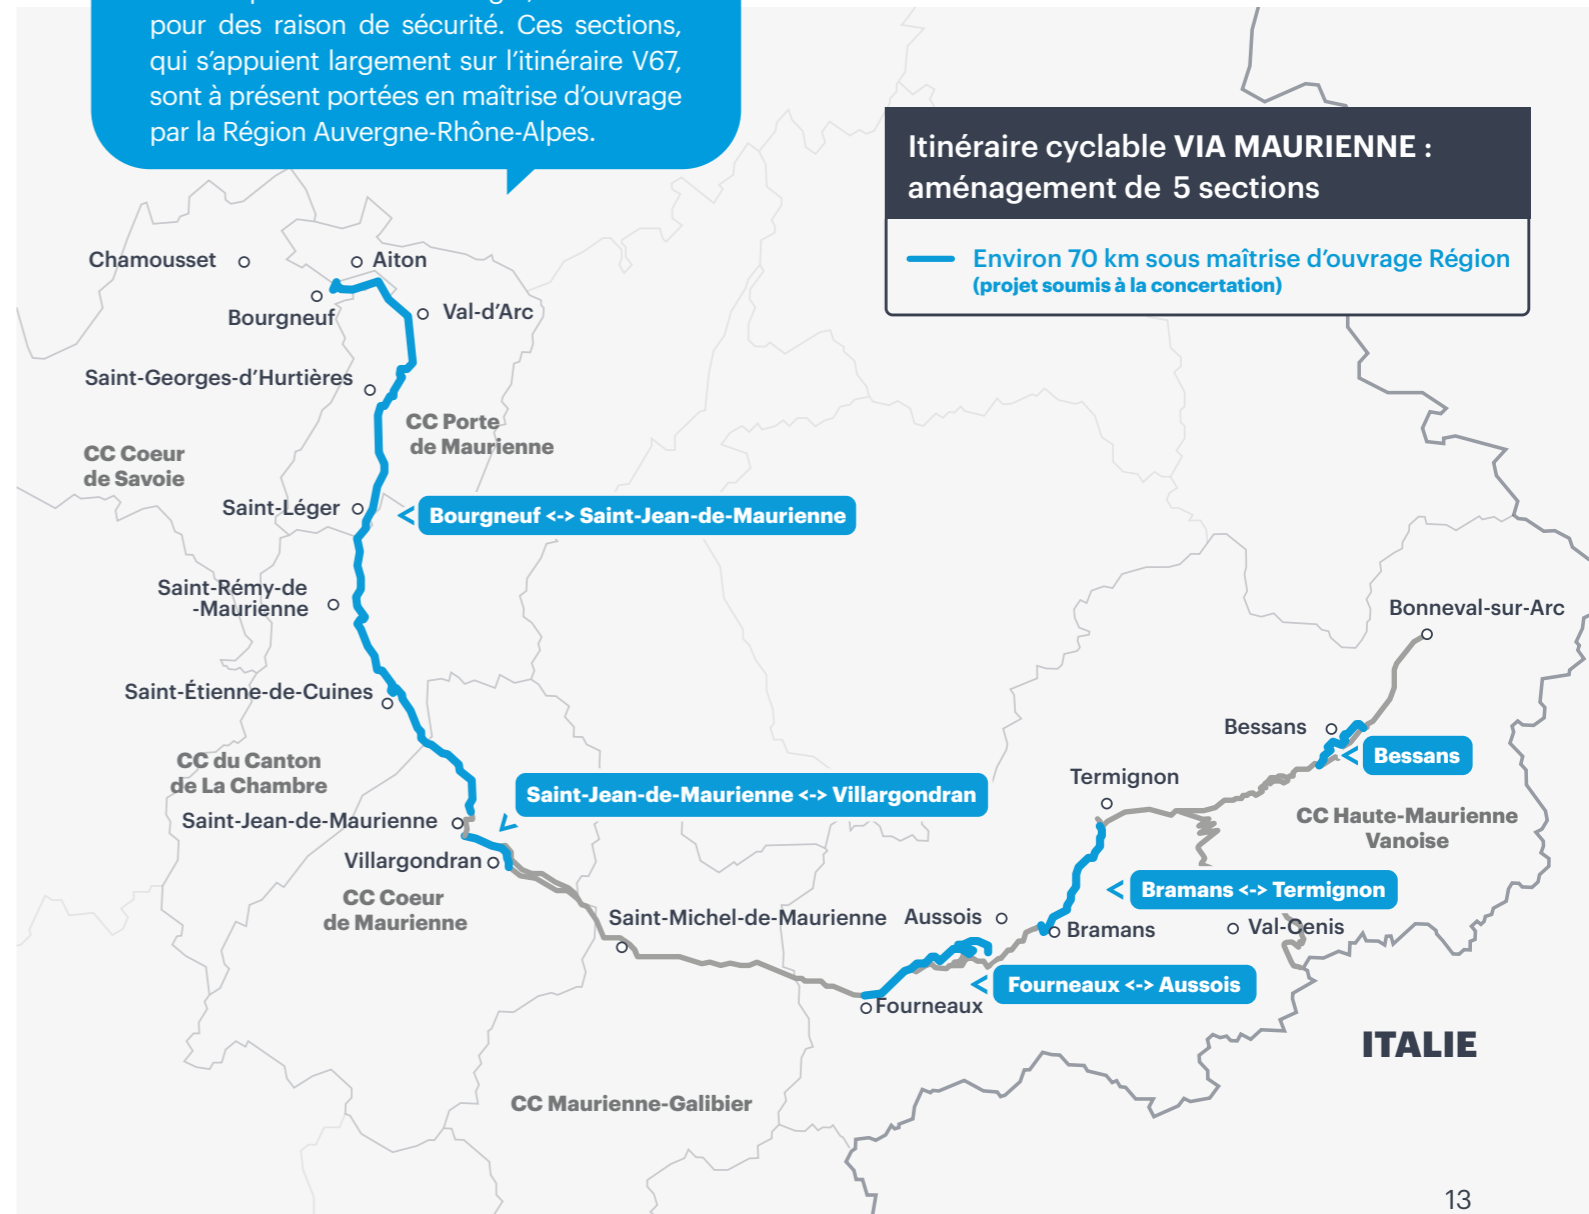 pour des raison de sécurité. Ces sections,
qui s'appuient largement sur l'itinéraire V67,
sont à présent portées en maîtrise d'ouvrage
par la Région Auvergne-Rhône-Alpes.
Itinéraire cyclable VIA MAURIENNE :
aménagement de 5 sections
Environ 70 km sous maîtrise d'ouvrage Région
(projet soumis à la concertation)
Chamousset
Aiton
Bourgneuf
Val-d'Arc
Saint-Georges-d'Hurtières
CC Porte
de Maurienne
CC Coeur
de Savoie
Saint-Léger
Bourgneuf <-> Saint-Jean-de-Maurienne
Saint-Rémy-de
-Maurienne
Bonneval-sur-Arc
Saint-Étienne-de-Cuines
Bessans
Bessans
CC du Canton
de La Chambre
Termignon
Saint-Jean-de-Maurienne <-> Villargondran
CC Haute-Maurienne
Vanoise
Saint-Jean-de-Maurienne
Villargondran
Bramans <-> Termignon
CC Coeur
de Maurienne
Saint-Michel-de-Maurienne
Aussois
Bramans
Val-Cenis
Fourneaux <-> Aussois
Fourneaux
ITALIE
CC Maurienne-Galibier
13